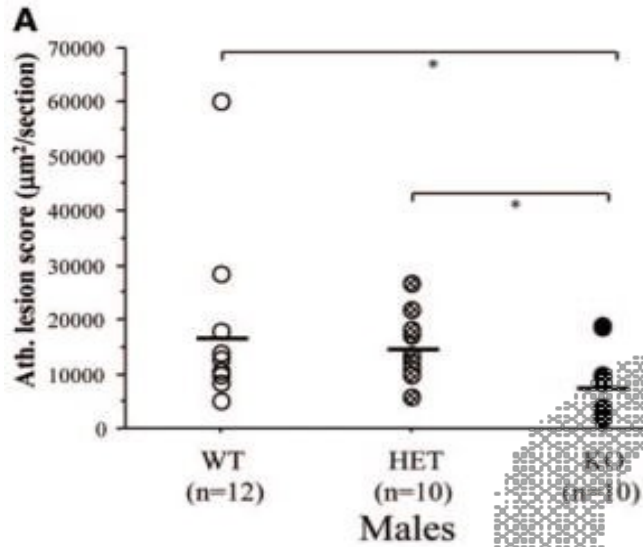 A
70000
60000
50000
40000
30000
20000
10000
0
Ath. lesion score (μm²/section)
*
*
WT HET KO
(n=12) (n=10) (n=10)
Males